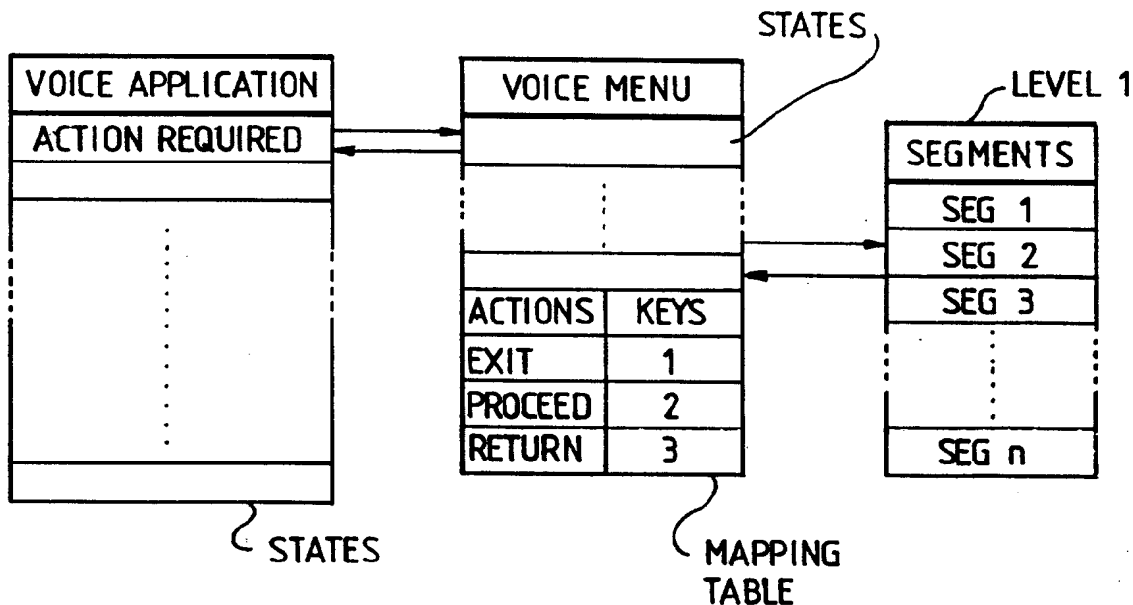 STATES
LEVEL 1
VOICE APPLICATION
ACTION REQUIRED
VOICE MENU
SEGMENTS
SEG 1
SEG 2
SEG 3
SEG n
ACTIONS KEYS
EXIT 1
PROCEED 2
RETURN 3
STATES
MAPPING
TABLE